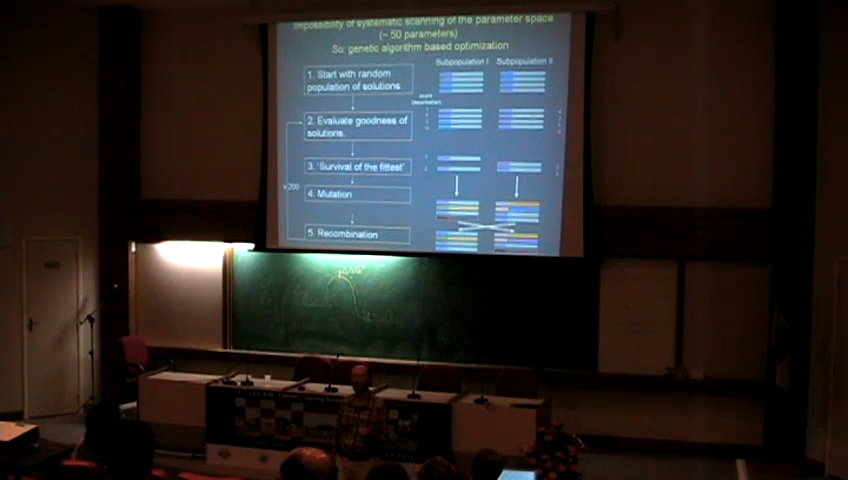 Impossibility of systematic scanning of the parameter space
(~ 50 parameters)
So: genetic algorithm based optimization
Subpopulation I Subpopulation II
1. Start with random
population of solutions
score
2. Evaluate goodness of
solutions.
3. 'Survival of the fittest'
x200
4. Mutation
5. Recombination